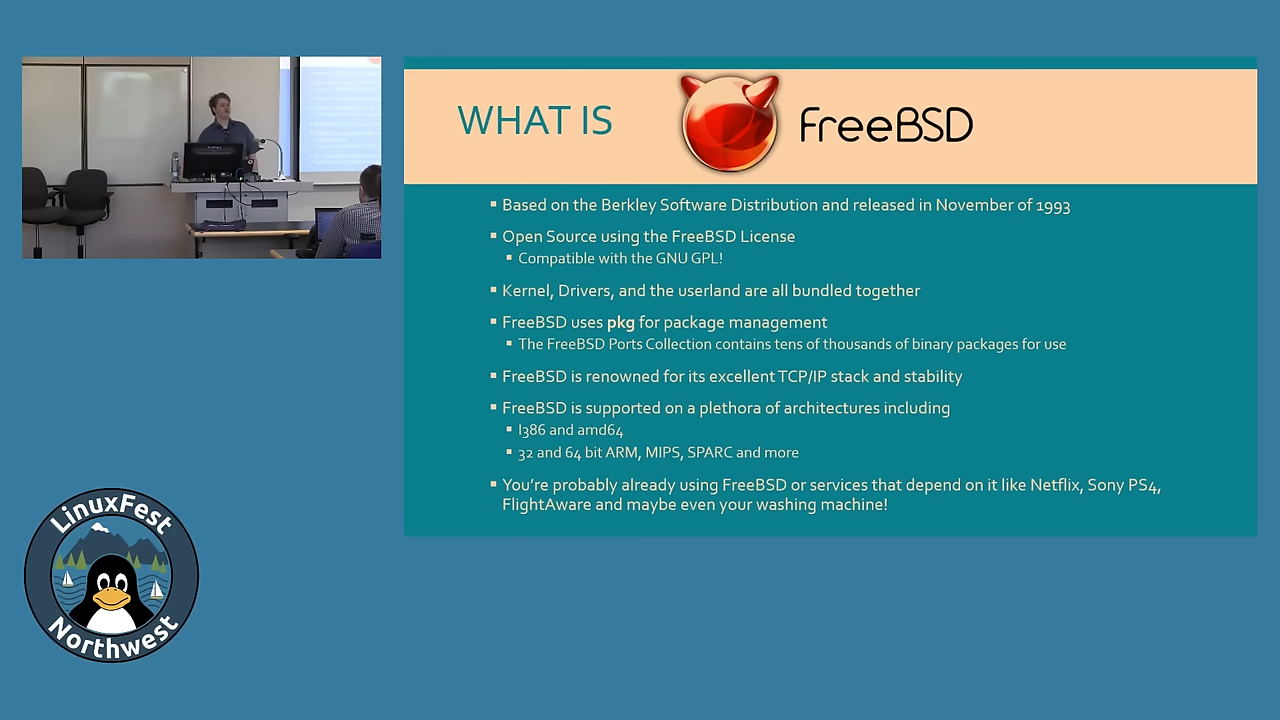 WHAT IS
FreeBSD
Based on the Berkley Software Distribution and released in November of 1993
Open Source using the FreeBSD License
Compatible with the GNU GPL!
Kernel, Drivers, and the userland are all bundled together
FreeBSD uses pkg for package management
The FreeBSD Ports Collection contains tens of thousands of binary packages for use
FreeBSD is renowned for its excellent TCP/IP stack and stability
FreeBSD is supported on a plethora of architectures including
I386 and amd64
32 and 64 bit ARM, MIPS, SPARC and more
You're probably already using FreeBSD or services that depend on it like Netflix, Sony PS4,
FlightAware and maybe even your washing machine!
LinuxFest
Northwest